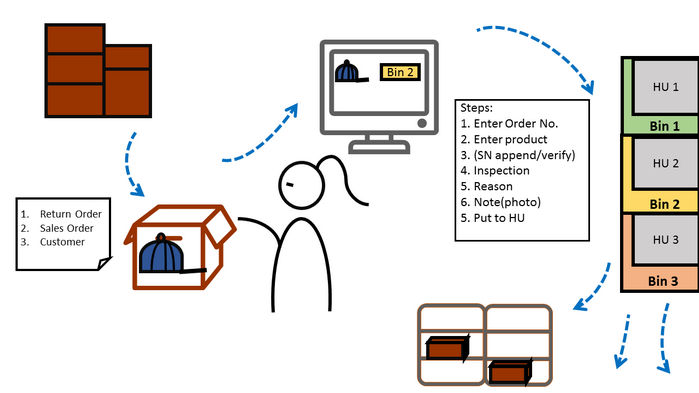 Bin 2
Steps:
1. Enter Order No.
2. Enter product
3. (SN append/verify)
4. Inspection
5. Reason
6. Note(photo)
5. Put to HU
HU 1
Bin 1
HU 2
Bin 2
HU 3
Bin 3
1. Return Order
2. Sales Order
3. Customer